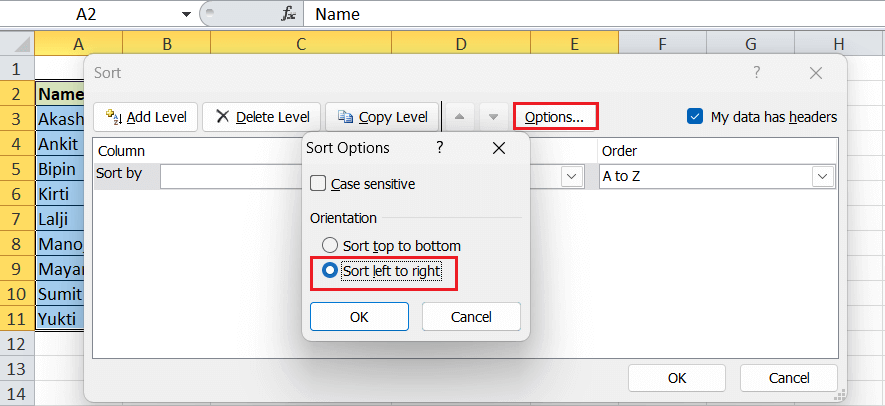 A2 fx Name
A B C D E F G H
1 Sort ?
2 Name
3 Akash Add Level Delete Level Copy Level Options... My data has headers
4 Ankit Column Sort Options ? Order
5 Bipin Sort by A to Z
6 Kirti Case sensitive
7 Lalji Orientation
8 Mano Sort top to bottom
9 Mayar Sort left to right
10 Sumit
11 Yukti OK Cancel
12
13
14 OK Cancel